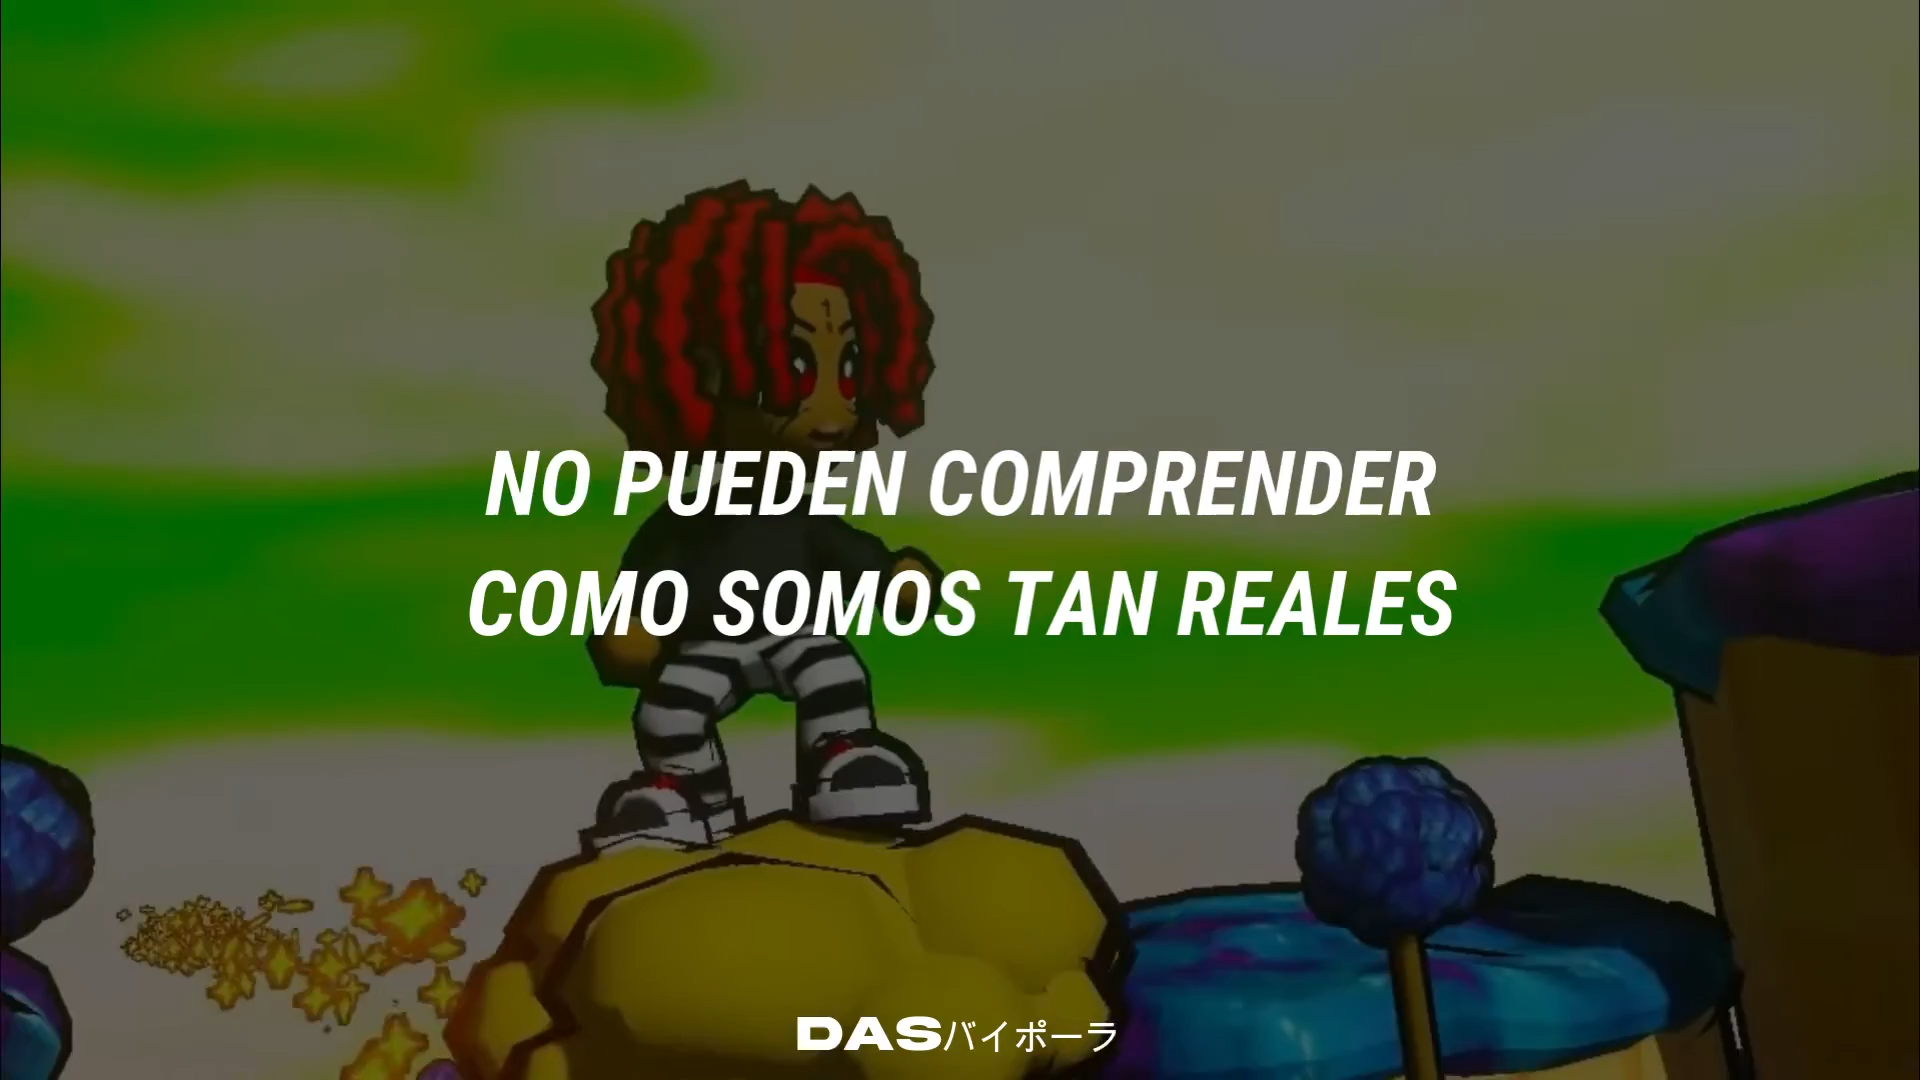 NO PUEDEN COMPRENDER
COMO SOMOS TAN REALES
DASバイポーラ